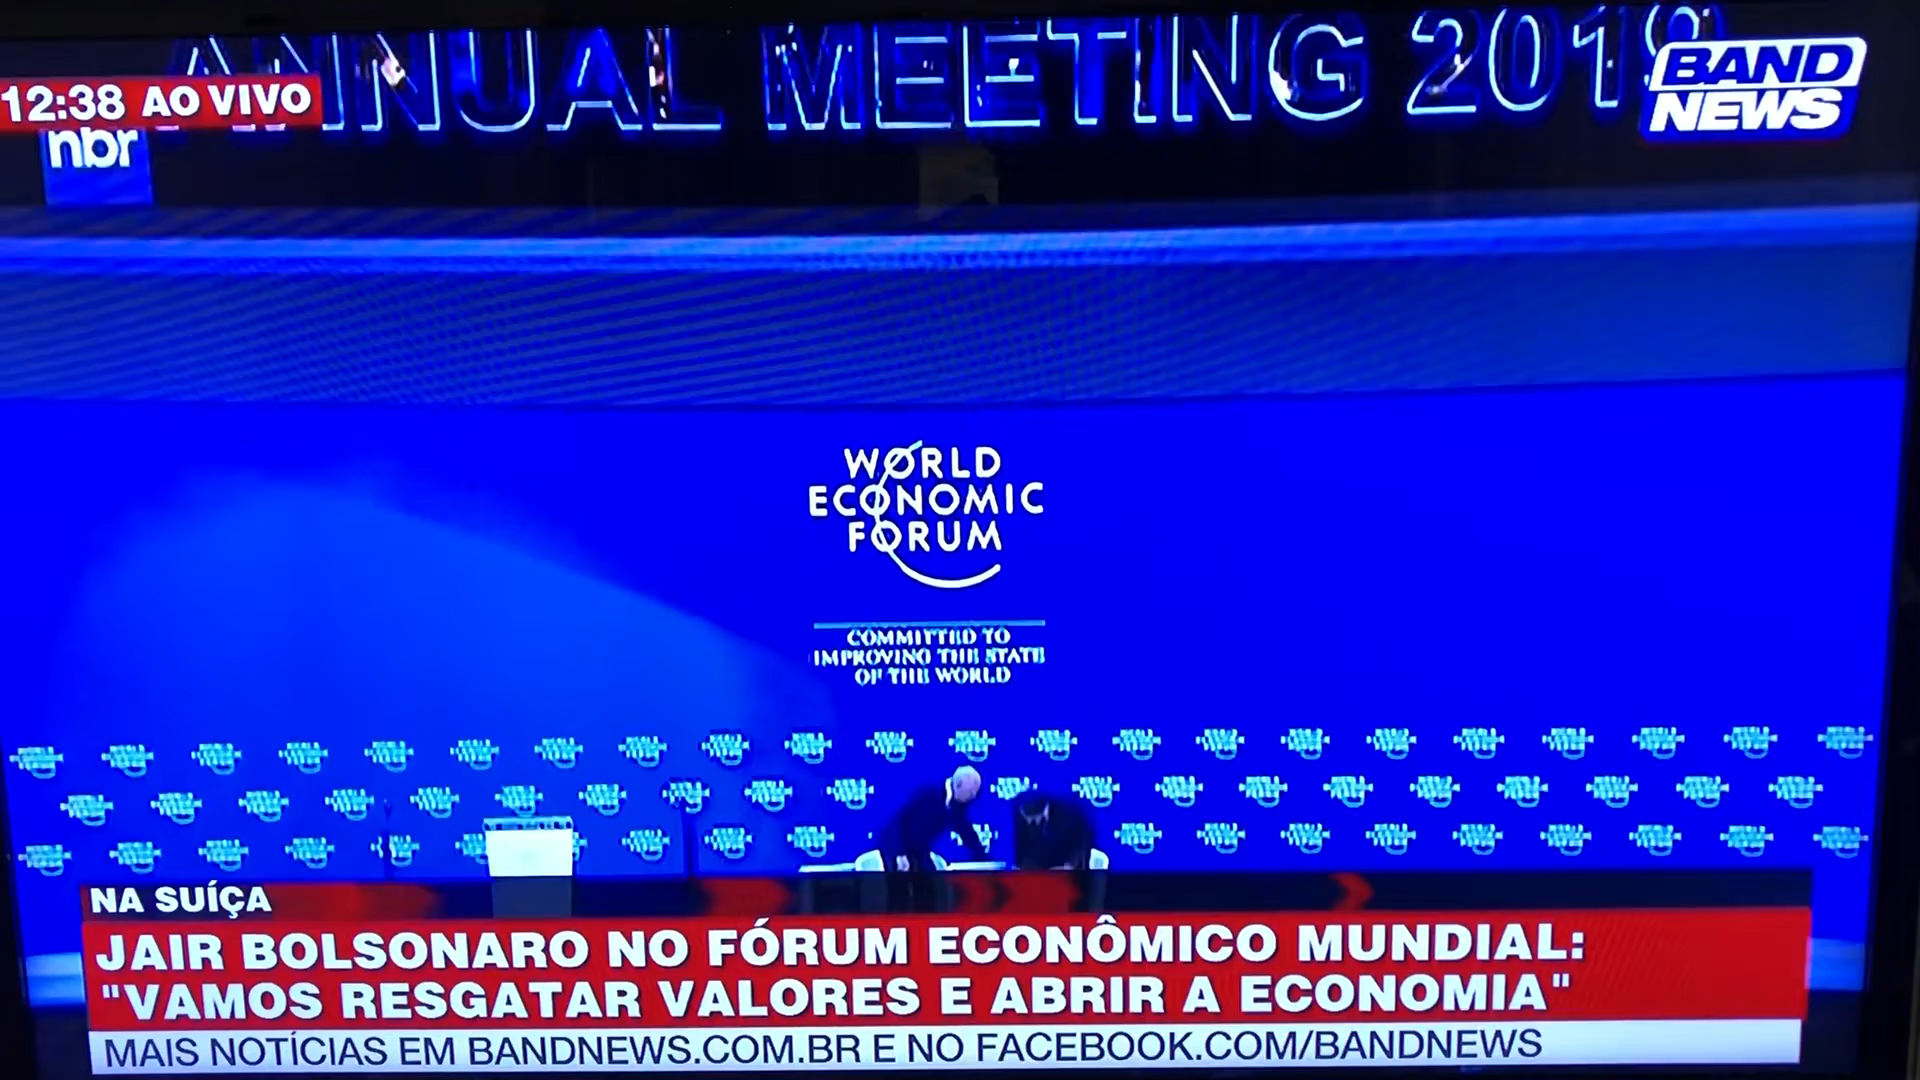 ANNUAL MEETING 2019
12:38 AO VIVO
BAND
NEWS
nbr
WORLD
ECONOMIC
FORUM
COMMITTED TO
IMPROVING THE STATE
OF THE WORLD
NA SUÍÇA
JAIR BOLSONARO NO FÓRUM ECONÔMICO MUNDIAL:
"VAMOS RESGATAR VALORES E ABRIR A ECONOMIA"
MAIS NOTÍCIAS EM BANDNEWS.COM.BR E NO FACEBOOK.COM/BANDNEWS